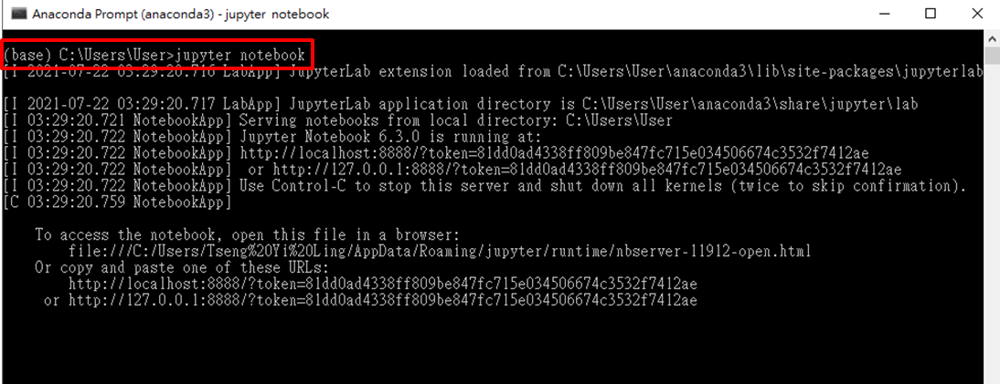 Anaconda Prompt (anaconda3) - jupyter notebook
(base) C:\Users\User>jupyter notebook
[I 2021-07-22 03:29:20.716 LabApp] JupyterLab extension loaded from C:\Users\User\anaconda3\lib\site-packages\jupyterlab
[I 2021-07-22 03:29:20.717 LabApp] JupyterLab application directory is C:\Users\User\anaconda3\share\jupyter\lab
[I 03:29:20.721 NotebookApp] Serving notebooks from local directory: C:\Users\User
[I 03:29:20.722 NotebookApp] Jupyter Notebook 6.3.0 is running at:
[I 03:29:20.722 NotebookApp] http://localhost:8888/?token=81dd0ad4338ff809be847fc715e034506674c3532f7412ae
[I 03:29:20.722 NotebookApp]  or http://127.0.0.1:8888/?token=81dd0ad4338ff809be847fc715e034506674c3532f7412ae
[I 03:29:20.722 NotebookApp] Use Control-C to stop this server and shut down all kernels (twice to skip confirmation).
[C 03:29:20.759 NotebookApp]
To access the notebook, open this file in a browser:
file:///C:/Users/Tseng%20Yi%20Ling/AppData/Roaming/jupyter/runtime/nbserver-11912-open.html
Or copy and paste one of these URLs:
http://localhost:8888/?token=81dd0ad4338ff809be847fc715e034506674c3532f7412ae
or http://127.0.0.1:8888/?token=81dd0ad4338ff809be847fc715e034506674c3532f7412ae